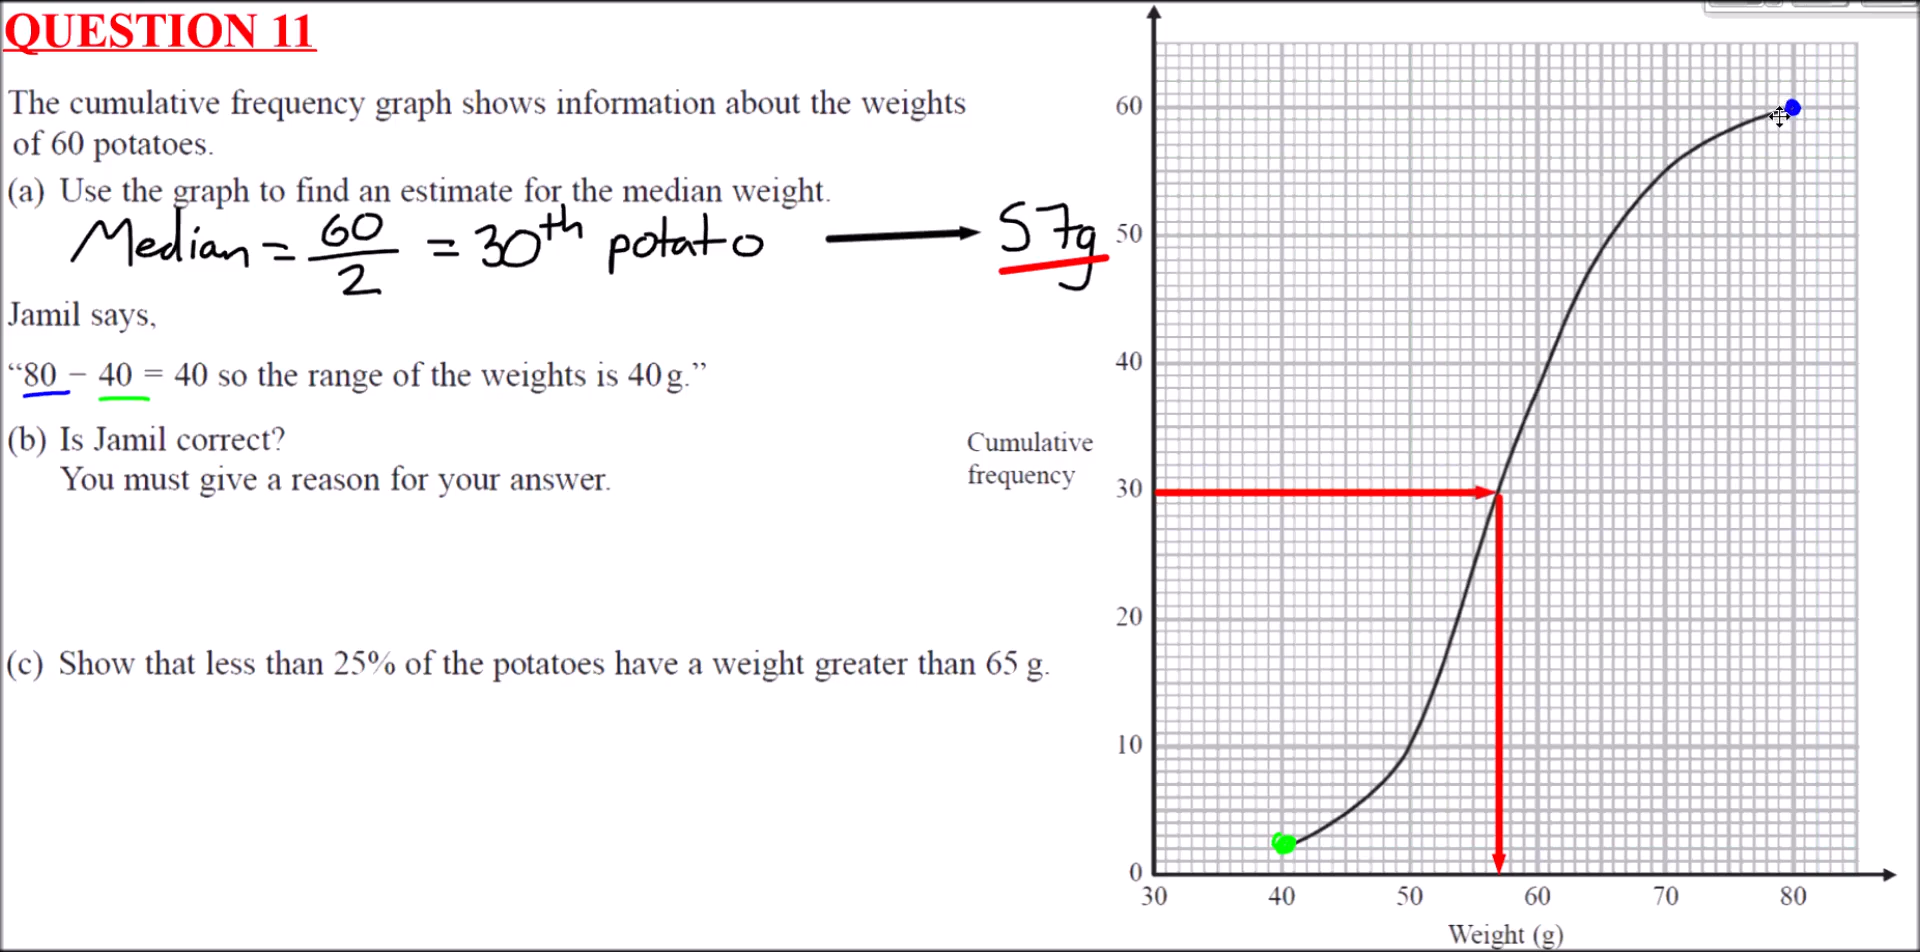 QUESTION 11
The cumulative frequency graph shows information about the weights
of 60 potatoes.
(a) Use the graph to find an estimate for the median weight.
Median = 60/2 = 30th potato → 57g
Jamil says,
“80 − 40 = 40 so the range of the weights is 40 g.”
(b) Is Jamil correct?
You must give a reason for your answer.
(c) Show that less than 25% of the potatoes have a weight greater than 65 g.
Cumulative
frequency
60
50
40
30
20
10
0
30 40 50 60 70 80
Weight (g)